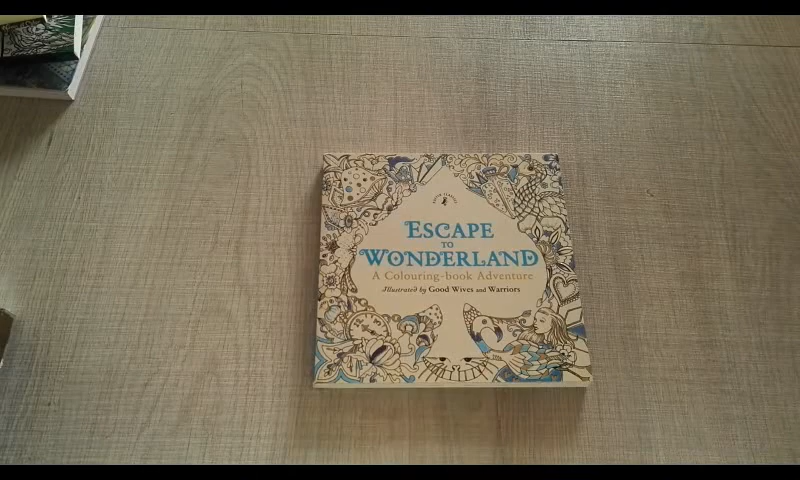 ESCAPE
TO
WONDERLAND
A Colouring-book Adventure
Illustrated by Good Wives and Warriors